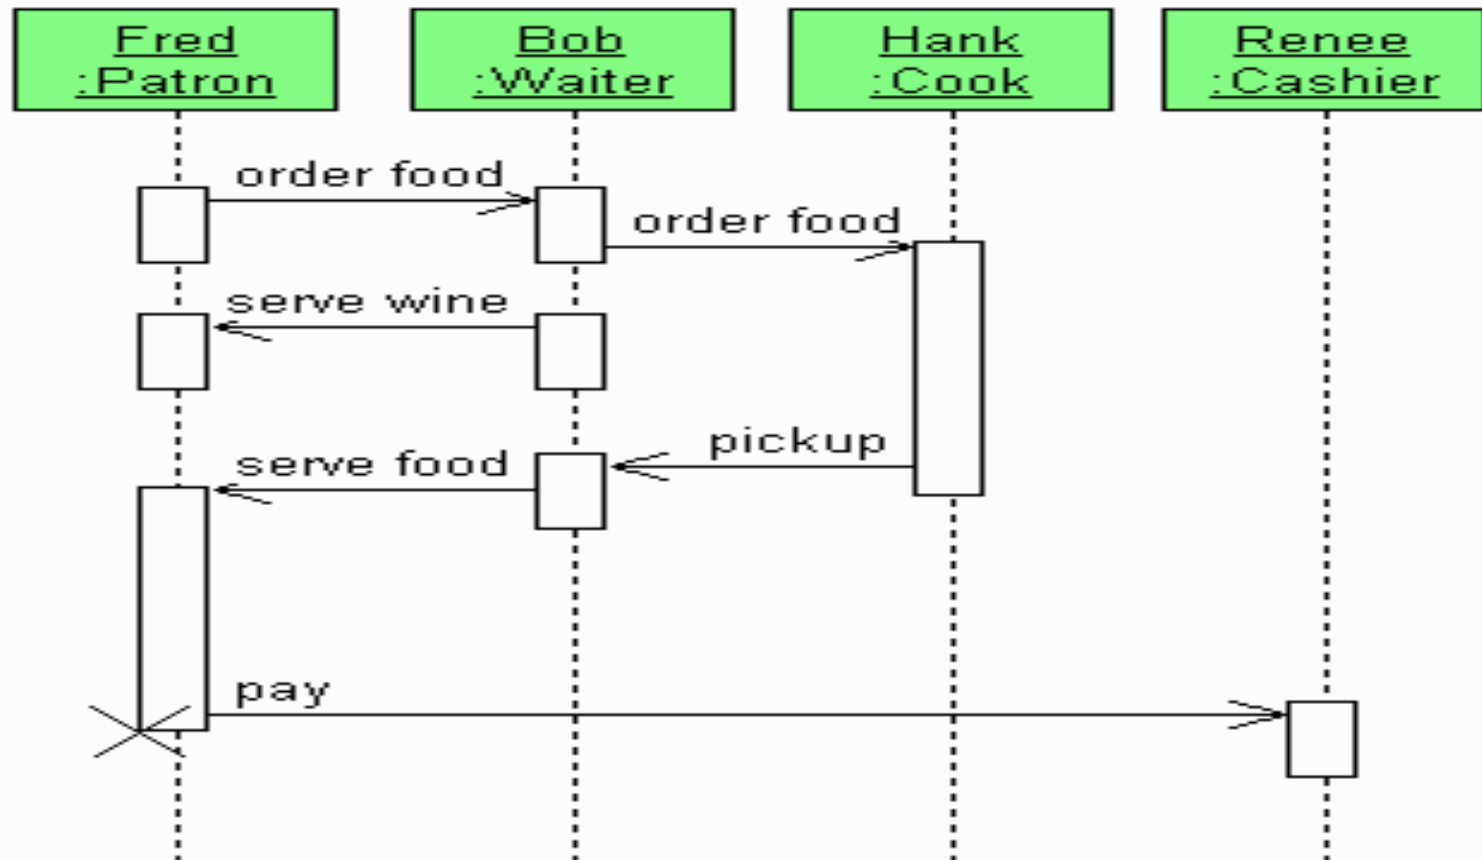 Fred
:Patron
Bob
:Waiter
Hank
:Cook
Renee
:Cashier
order food
order food
serve wine
pickup
serve food
pay